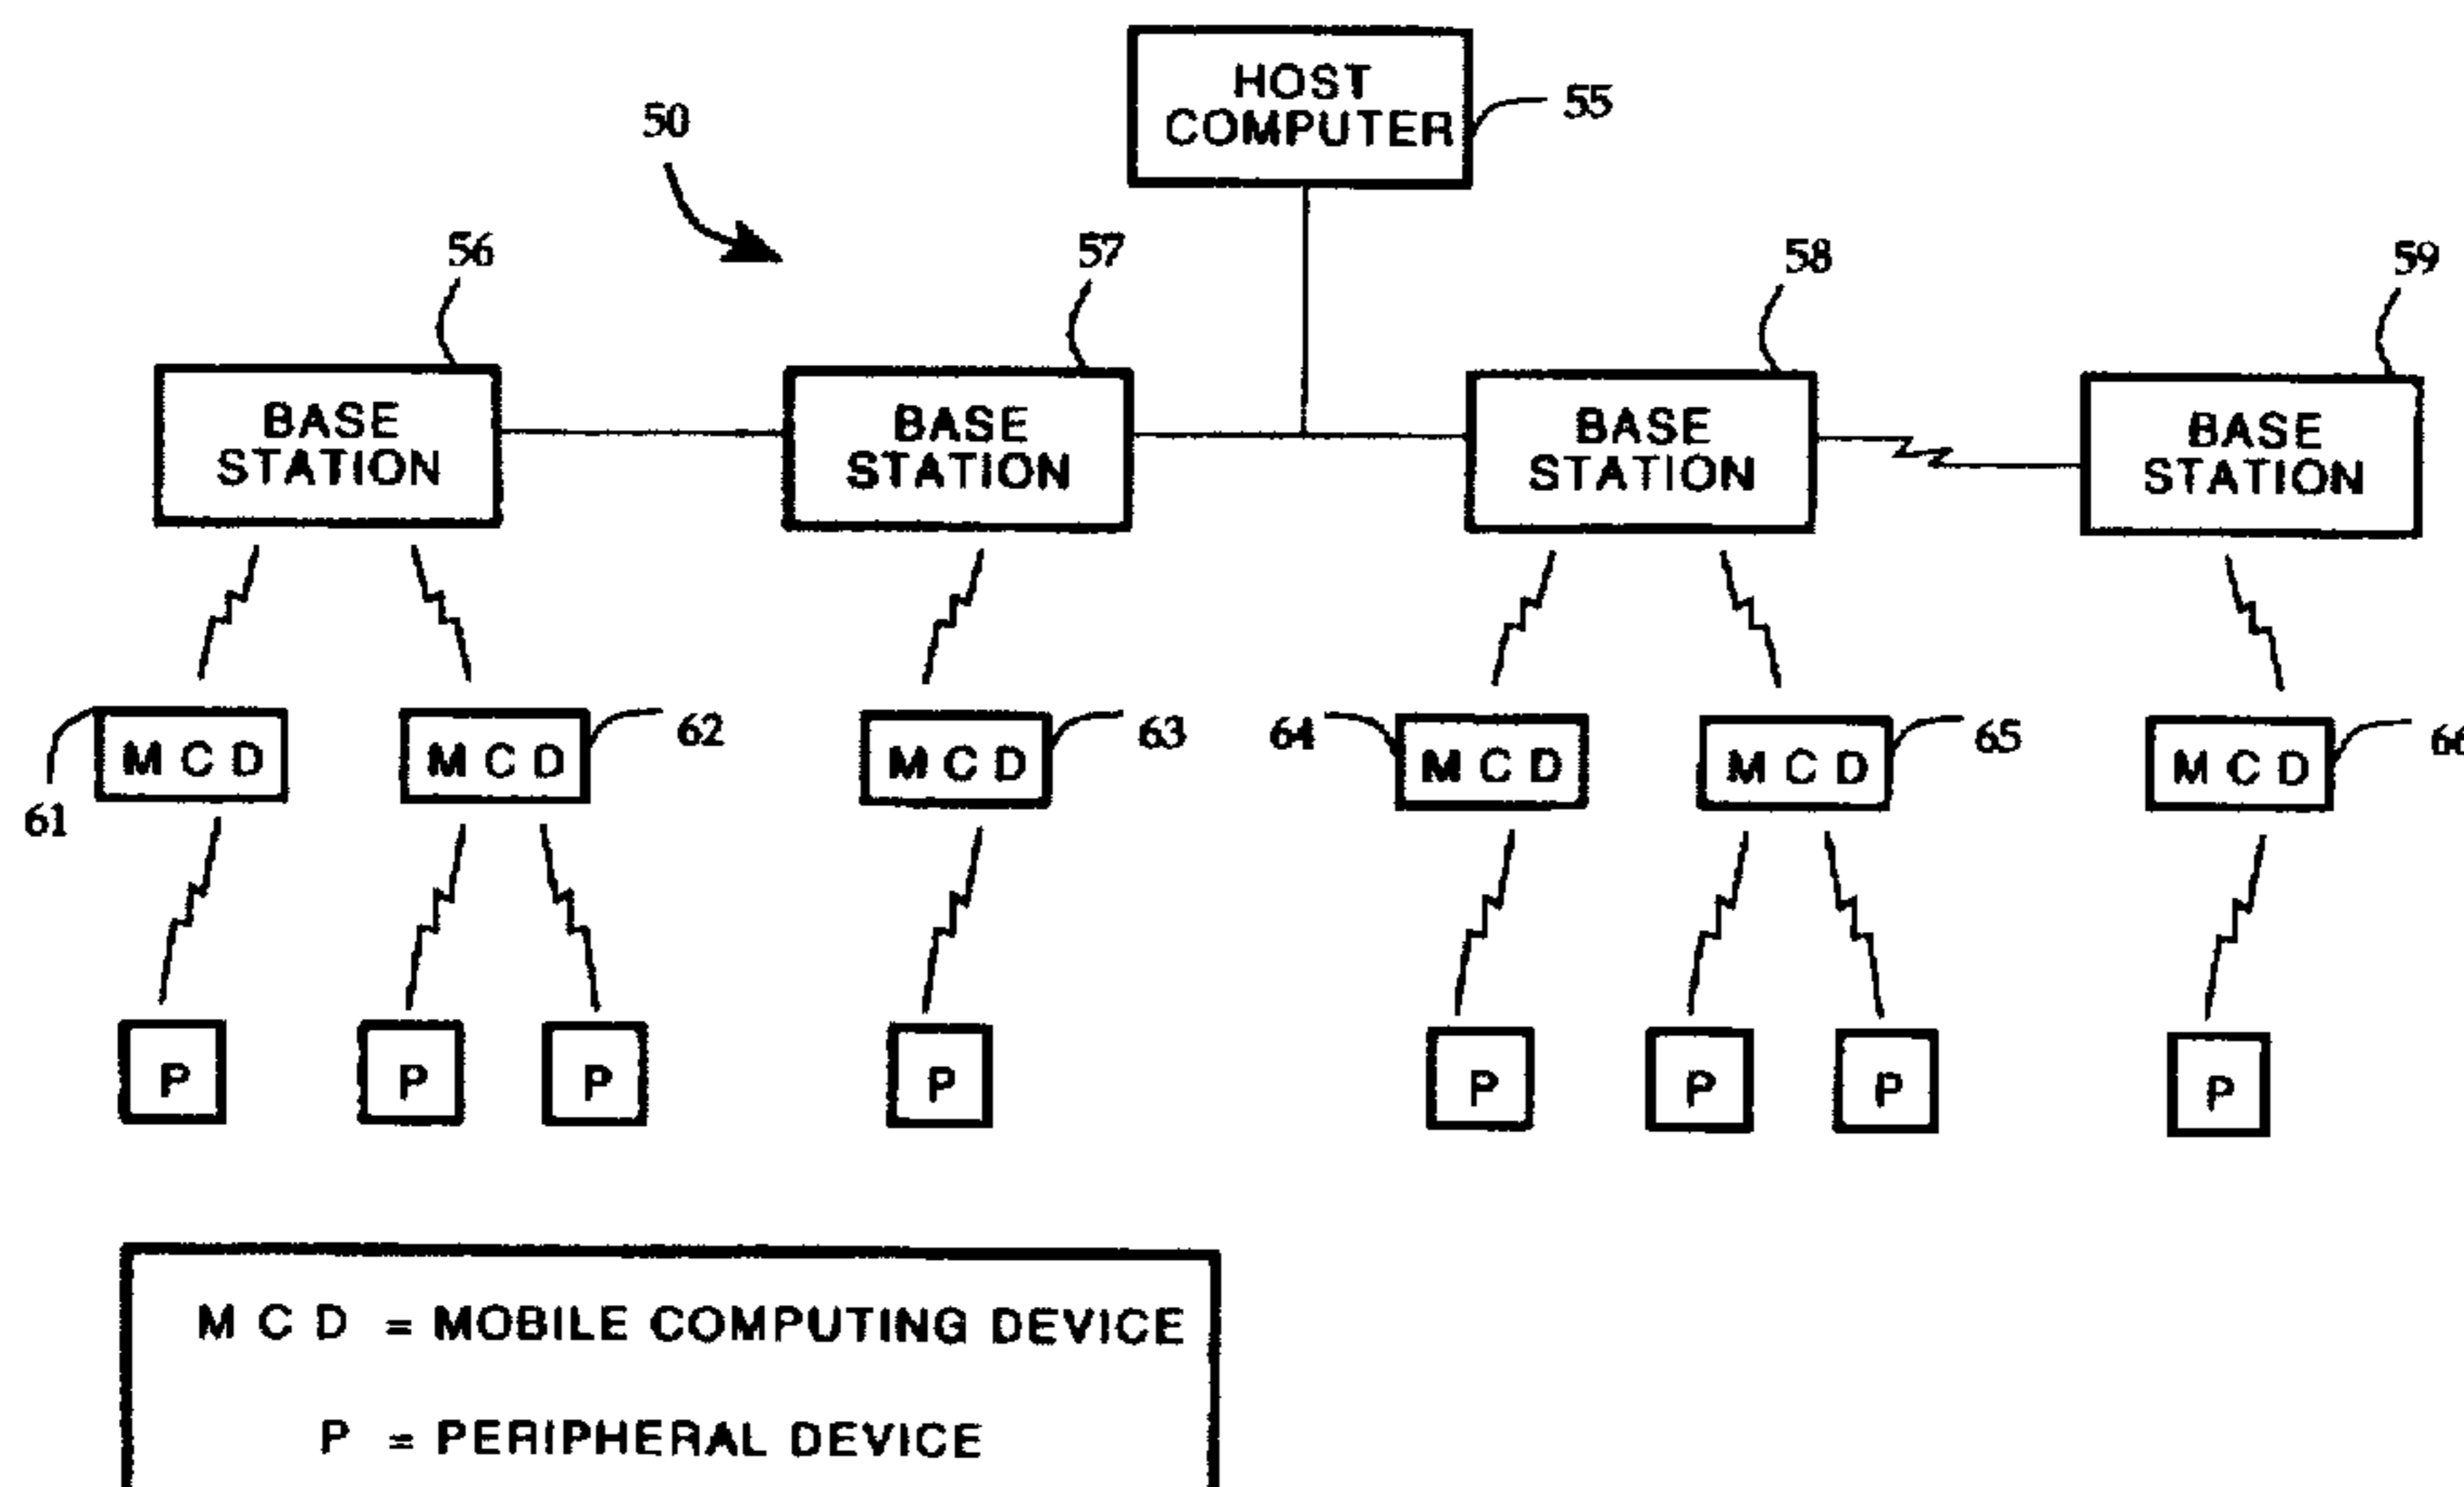 HOST
COMPUTER
55
50
56
57
58
59
BASE
STATION
BASE
STATION
BASE
STATION
BASE
STATION
M C D
M C D
M C D
M C D
M C D
M C D
61
62
63
64
65
66
P
P
P
P
P
P
P
P
M C D = MOBILE COMPUTING DEVICE
P = PERIPHERAL DEVICE